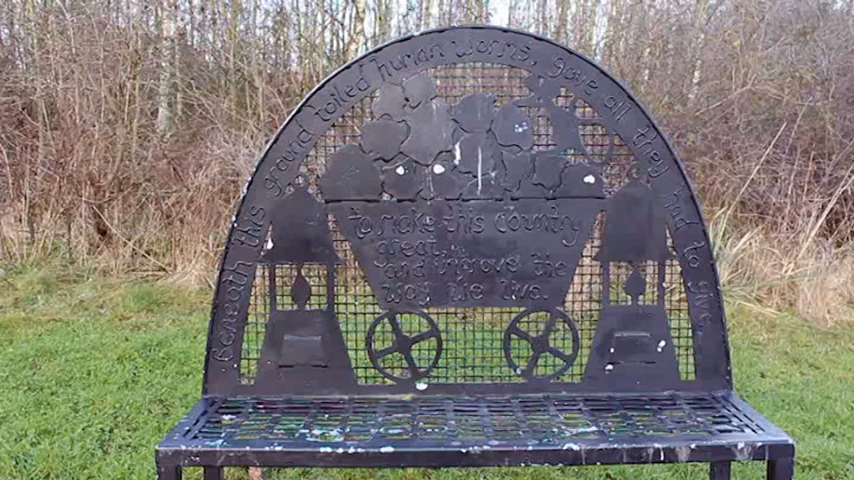 Beneath this ground toiled human worms, gave all they had to give.
to make this Country
great,
and improve the
way we live.